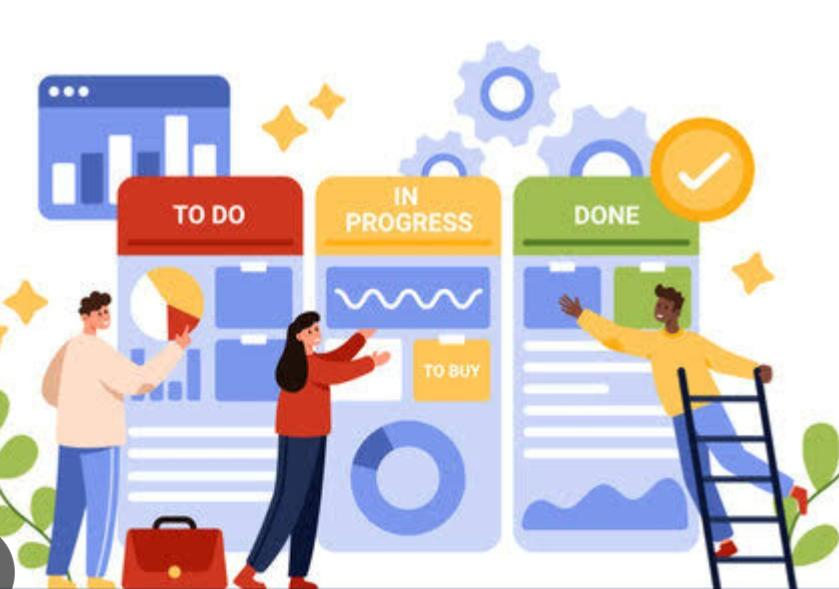 TO DO
IN
PROGRESS
DONE
TO BUY